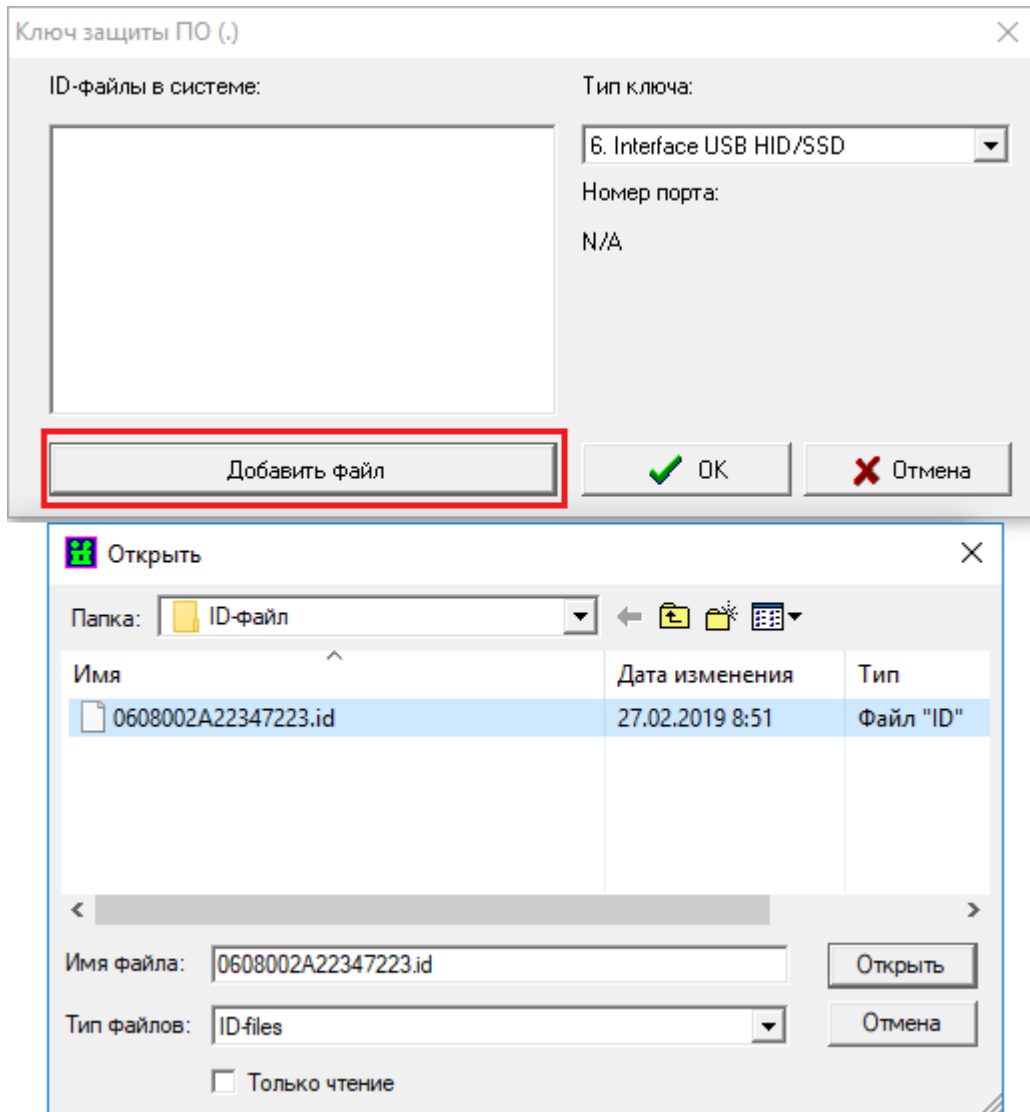 Ключ защиты ПО (.)
ID-файлы в системе:
Тип ключа:
6. Interface USB HID/SSD
Номер порта:
N/A
Добавить файл
OK
Отмена
Открыть
Папка: ID-файл
Имя Дата изменения Тип
0608002A22347223.id 27.02.2019 8:51 Файл "ID"
Имя файла: 0608002A22347223.id Открыть
Тип файлов: ID-files Отмена
Только чтение